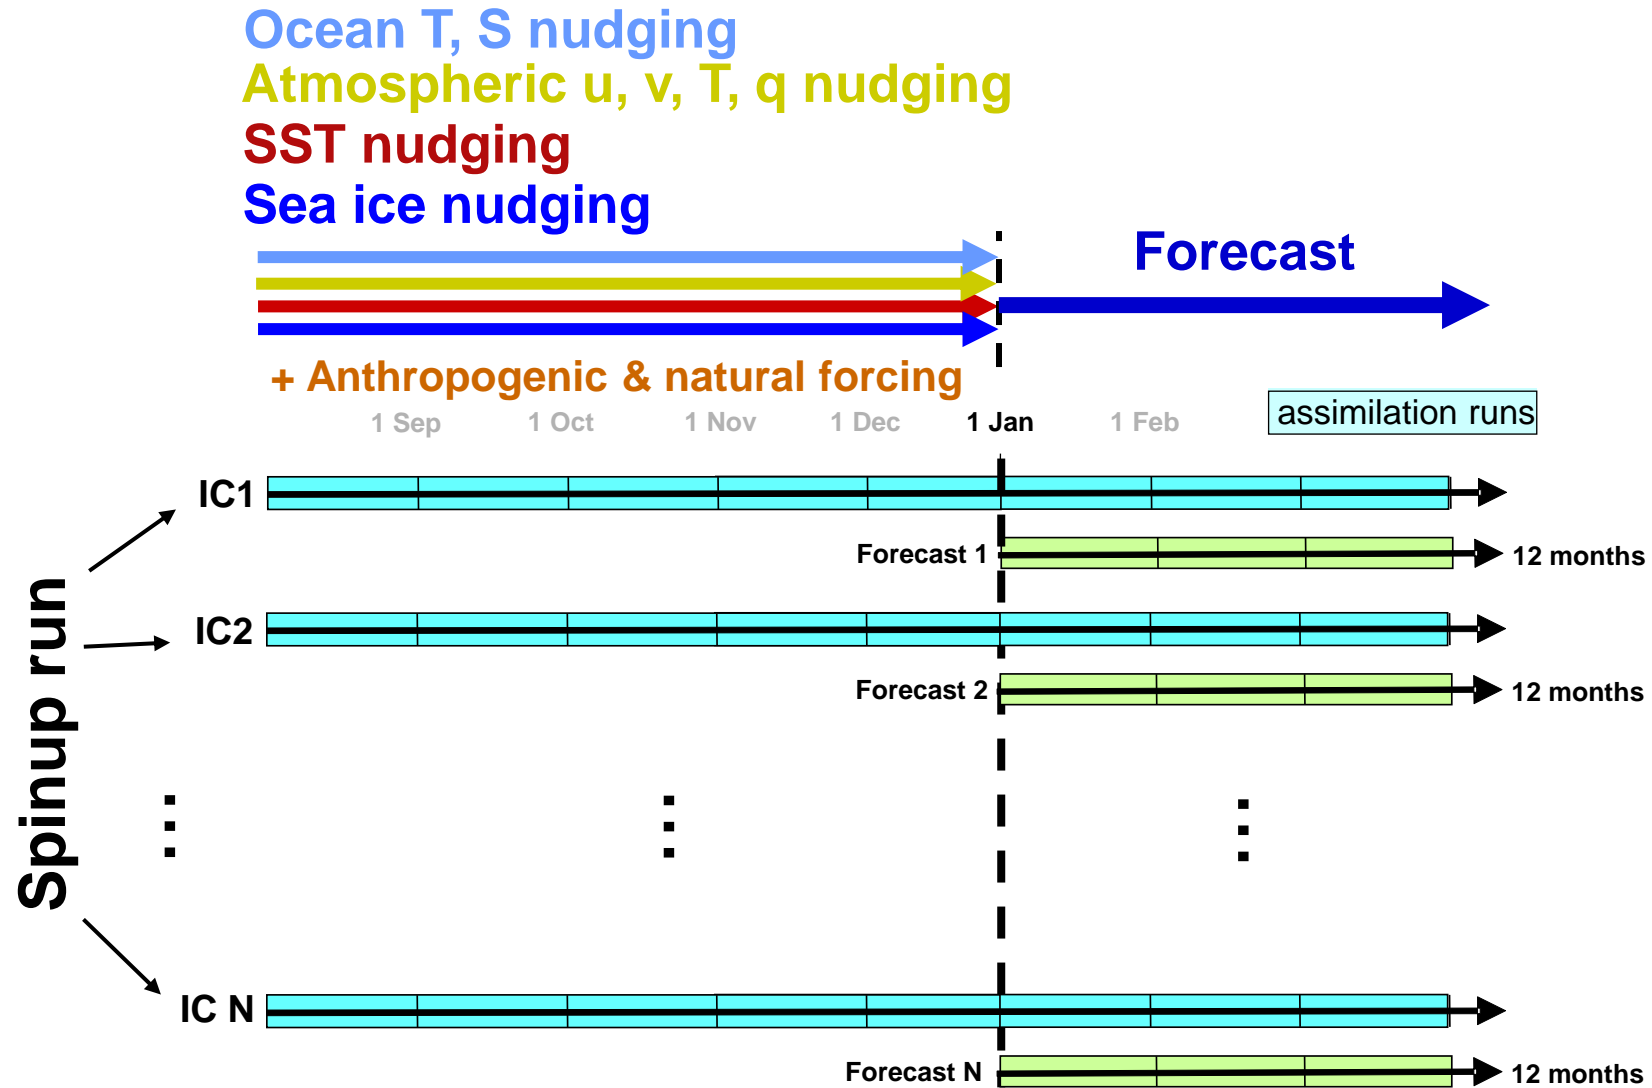 Ocean T, S nudging
Atmospheric u, v, T, q nudging
SST nudging
Sea ice nudging
Forecast
+ Anthropogenic & natural forcing
1 Sep 1 Oct 1 Nov 1 Dec 1 Jan 1 Feb
assimilation runs
Spinup run
IC1
Forecast 1 12 months
IC2
Forecast 2 12 months
IC N
Forecast N 12 months